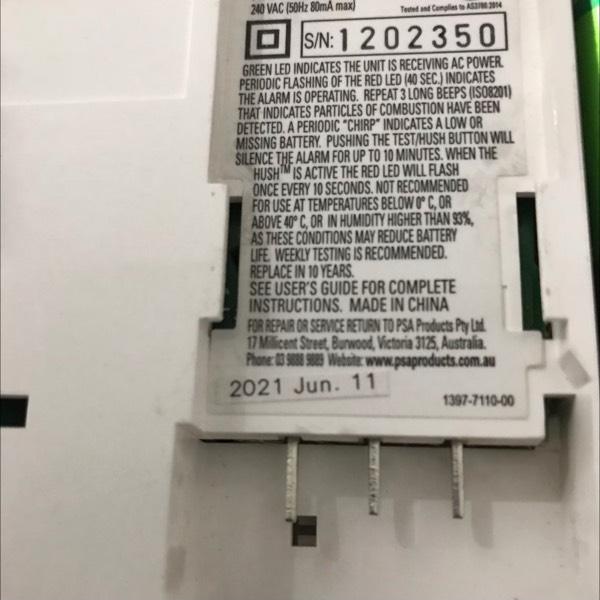 240 VAC (50Hz 80mA max)
Tested and Complies to AS3786:2014
S/N: 1202350
GREEN LED INDICATES THE UNIT IS RECEIVING AC POWER.
PERIODIC FLASHING OF THE RED LED (40 SEC.) INDICATES
THE ALARM IS OPERATING. REPEAT 3 LONG BEEPS (ISO8201)
THAT INDICATES PARTICLES OF COMBUSTION HAVE BEEN
DETECTED. A PERIODIC "CHIRP" INDICATES A LOW OR
MISSING BATTERY. PUSHING THE TEST/HUSH BUTTON WILL
SILENCE THE ALARM FOR UP TO 10 MINUTES. WHEN THE
HUSH™ IS ACTIVE THE RED LED WILL FLASH
ONCE EVERY 10 SECONDS. NOT RECOMMENDED
FOR USE AT TEMPERATURES BELOW 0° C, OR
ABOVE 40° C, OR IN HUMIDITY HIGHER THAN 93%,
AS THESE CONDITIONS MAY REDUCE BATTERY
LIFE. WEEKLY TESTING IS RECOMMENDED.
REPLACE IN 10 YEARS.
SEE USER'S GUIDE FOR COMPLETE
INSTRUCTIONS. MADE IN CHINA
FOR REPAIR OR SERVICE RETURN TO PSA Products Pty Ltd.
17 Millicent Street, Burwood, Victoria 3125, Australia.
Phone: 03 9888 9889 Website: www.psaproducts.com.au
2021 Jun. 11
1397-7110-00